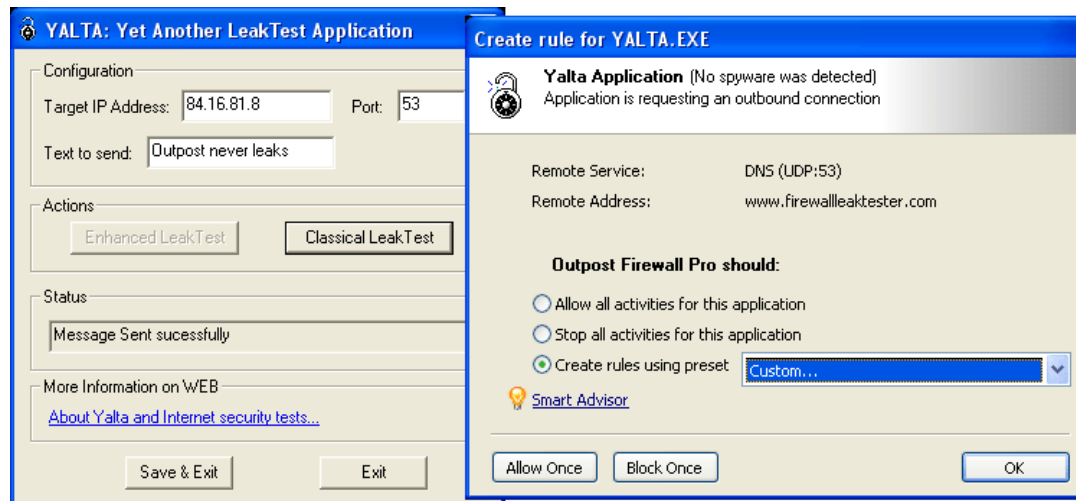 YALTA: Yet Another LeakTest Application
Configuration
Target IP Address: 84.16.81.8 Port: 53
Text to send: Outpost never leaks
Actions
Enhanced LeakTest Classical LeakTest
Status
Message Sent sucessfully
More Information on WEB
About Yalta and Internet security tests...
Save & Exit Exit
Create rule for YALTA.EXE
Yalta Application (No spyware was detected)
Application is requesting an outbound connection
Remote Service: DNS (UDP:53)
Remote Address: www.firewallleaktester.com
Outpost Firewall Pro should:
Allow all activities for this application
Stop all activities for this application
Create rules using preset Custom...
Smart Advisor
Allow Once Block Once OK